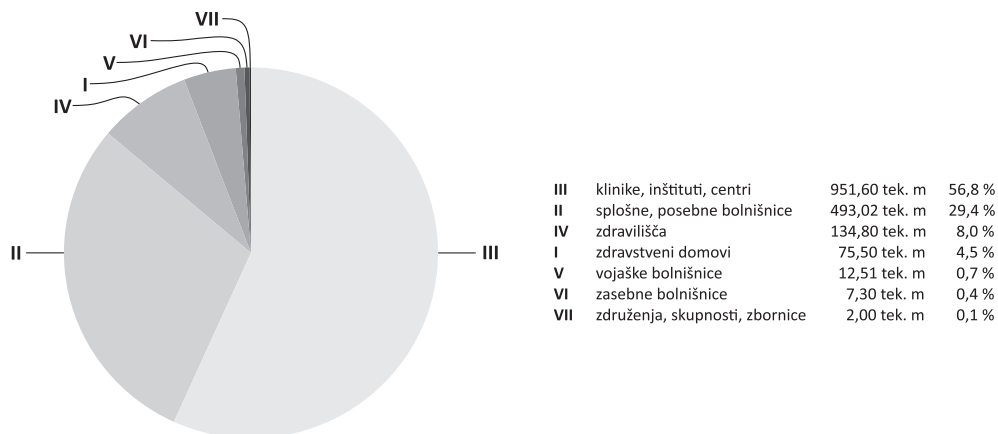 VII
VI
V
I
IV
II
III
III klinike, inštituti, centri 951,60 tek. m 56,8 %
II splošne, posebne bolnišnice 493,02 tek. m 29,4 %
IV zdravilišča 134,80 tek. m 8,0 %
I zdravstveni domovi 75,50 tek. m 4,5 %
V vojaške bolnišnice 12,51 tek. m 0,7 %
VI zasebne bolnišnice 7,30 tek. m 0,4 %
VII združenja, skupnosti, zbornice 2,00 tek. m 0,1 %